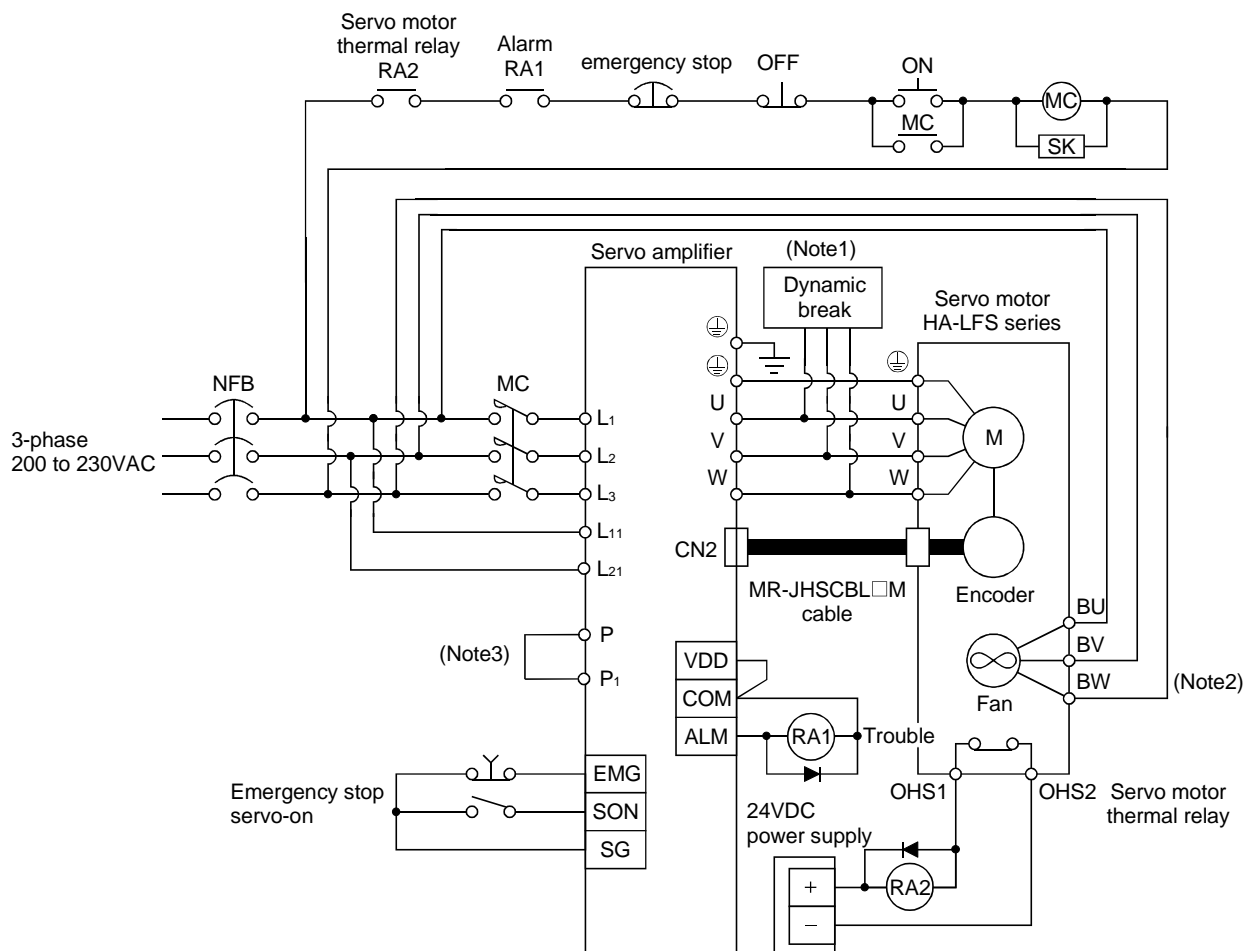 Servo motor
thermal relay
RA2
Alarm
RA1
emergency stop
OFF
ON
MC
MC
SK
Servo amplifier
(Note1)
Dynamic
break
Servo motor
HA-LFS series
NFB
MC
3-phase
200 to 230VAC
L1
L2
L3
L11
L21
U
V
W
U
V
W
M
CN2
MR-JHSCBL□M
cable
Encoder
BU
BV
BW
(Note2)
Fan
(Note3)
P
P1
VDD
COM
ALM
RA1
Trouble
EMG
SON
SG
Emergency stop
servo-on
OHS1
OHS2
Servo motor
thermal relay
24VDC
power supply
+
−
RA2